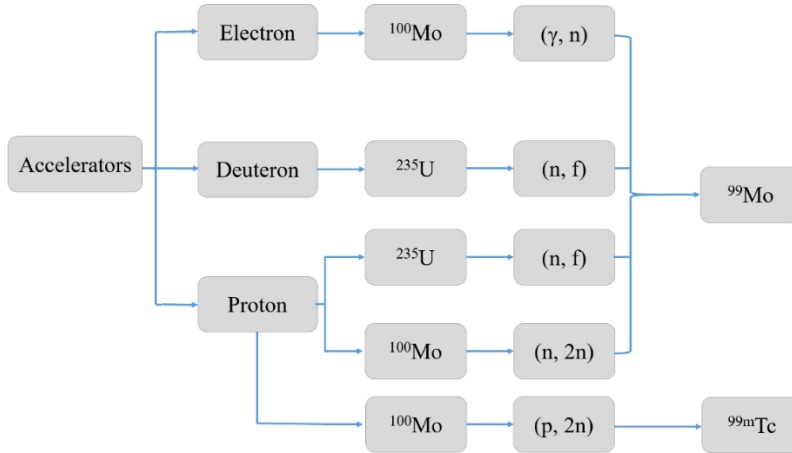 Electron
¹⁰⁰Mo
(γ, n)
Accelerators
Deuteron
²³⁵U
(n, f)
⁹⁹Mo
²³⁵U
(n, f)
Proton
¹⁰⁰Mo
(n, 2n)
¹⁰⁰Mo
(p, 2n)
⁹⁹ᵐTc